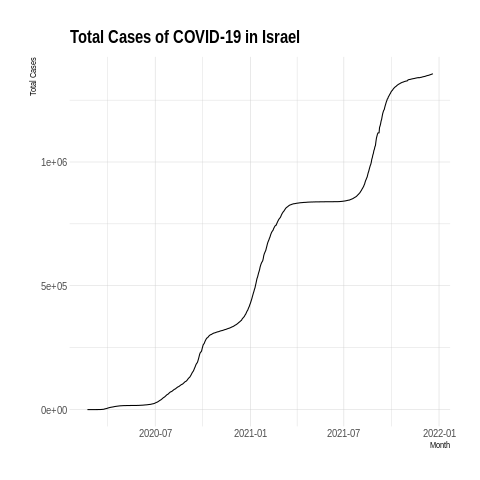 Total Cases of COVID-19 in Israel
Total Cases
1e+06
5e+05
0e+00
2020-07 2021-01 2021-07 2022-01
Month